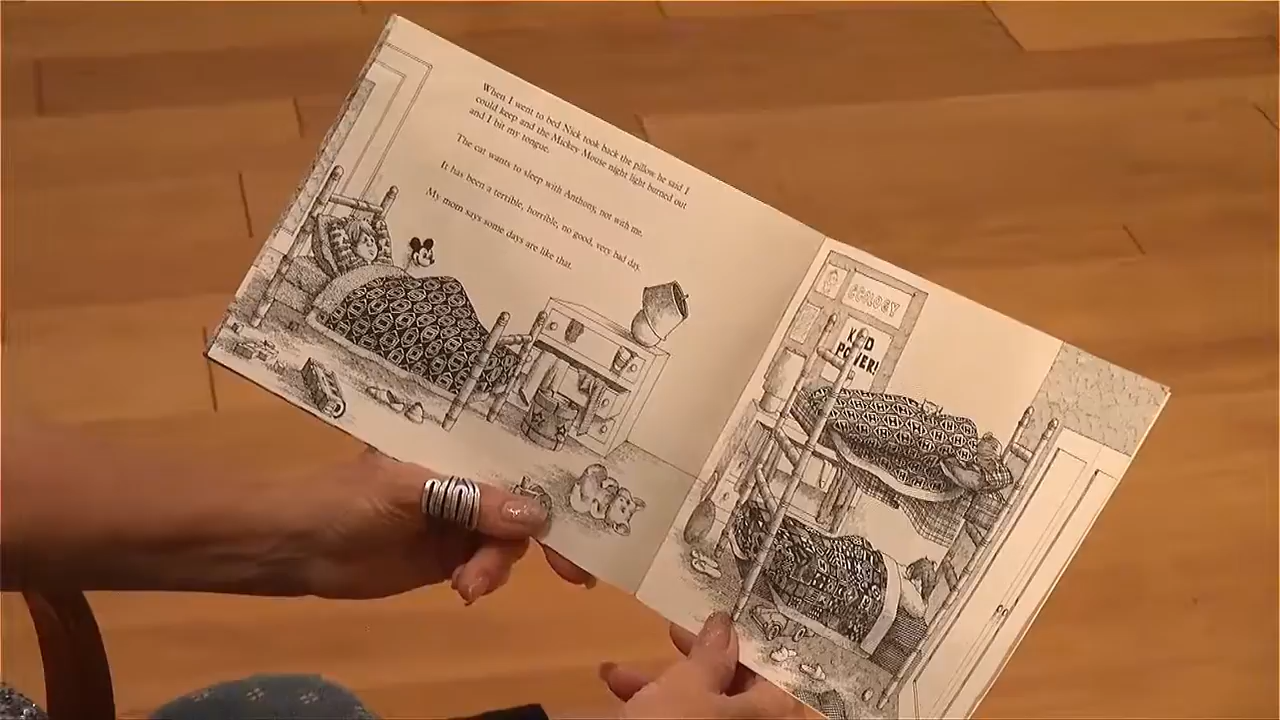 When I went to bed Nick took back the pillow he said I
could keep and the Mickey Mouse night light burned out
and I bit my tongue.
The cat wants to sleep with Anthony, not with me.
It has been a terrible, horrible, no good, very bad day.
My mom says some days are like that.
ECOLOGY
KID
POWER!